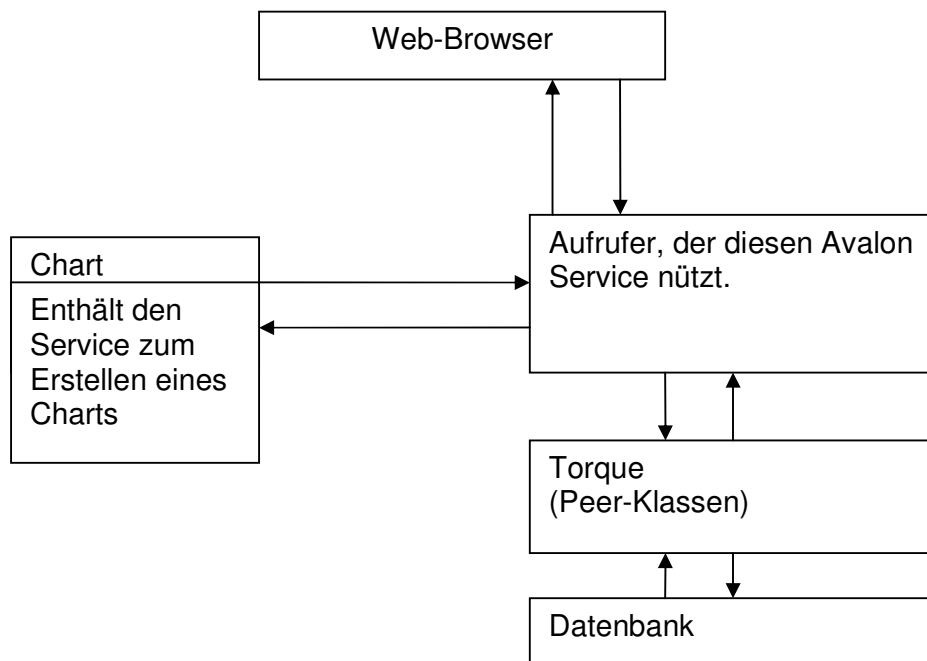 Web-Browser
Aufrufer, der diesen Avalon
Service nützt.
Chart
Enthält den
Service zum
Erstellen eines
Charts
Torque
(Peer-Klassen)
Datenbank